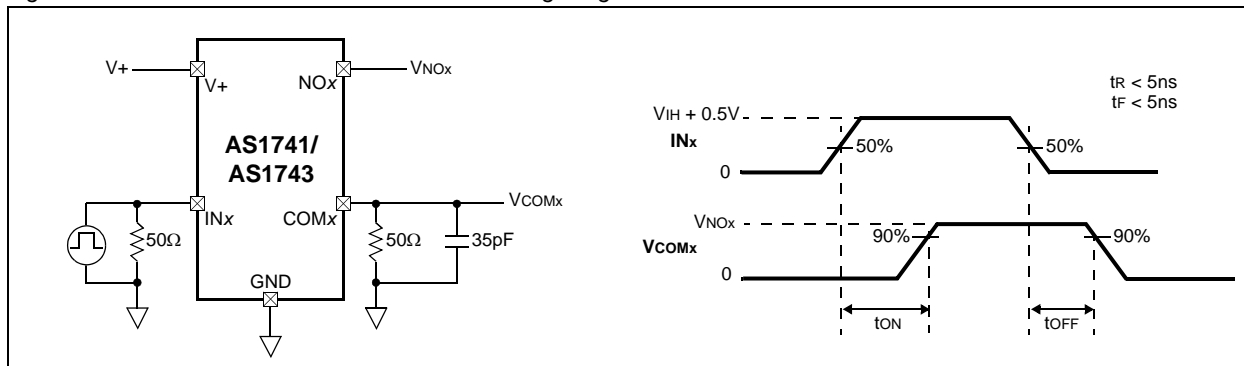 V+
V+
NOx
VNOx
AS1741/
AS1743
INx
COMx
VCOMx
50Ω
50Ω
35pF
GND
tR < 5ns
tF < 5ns
VIH + 0.5V
INx
50%
50%
0
VNOx
VCOMx
90%
90%
0
tON
tOFF